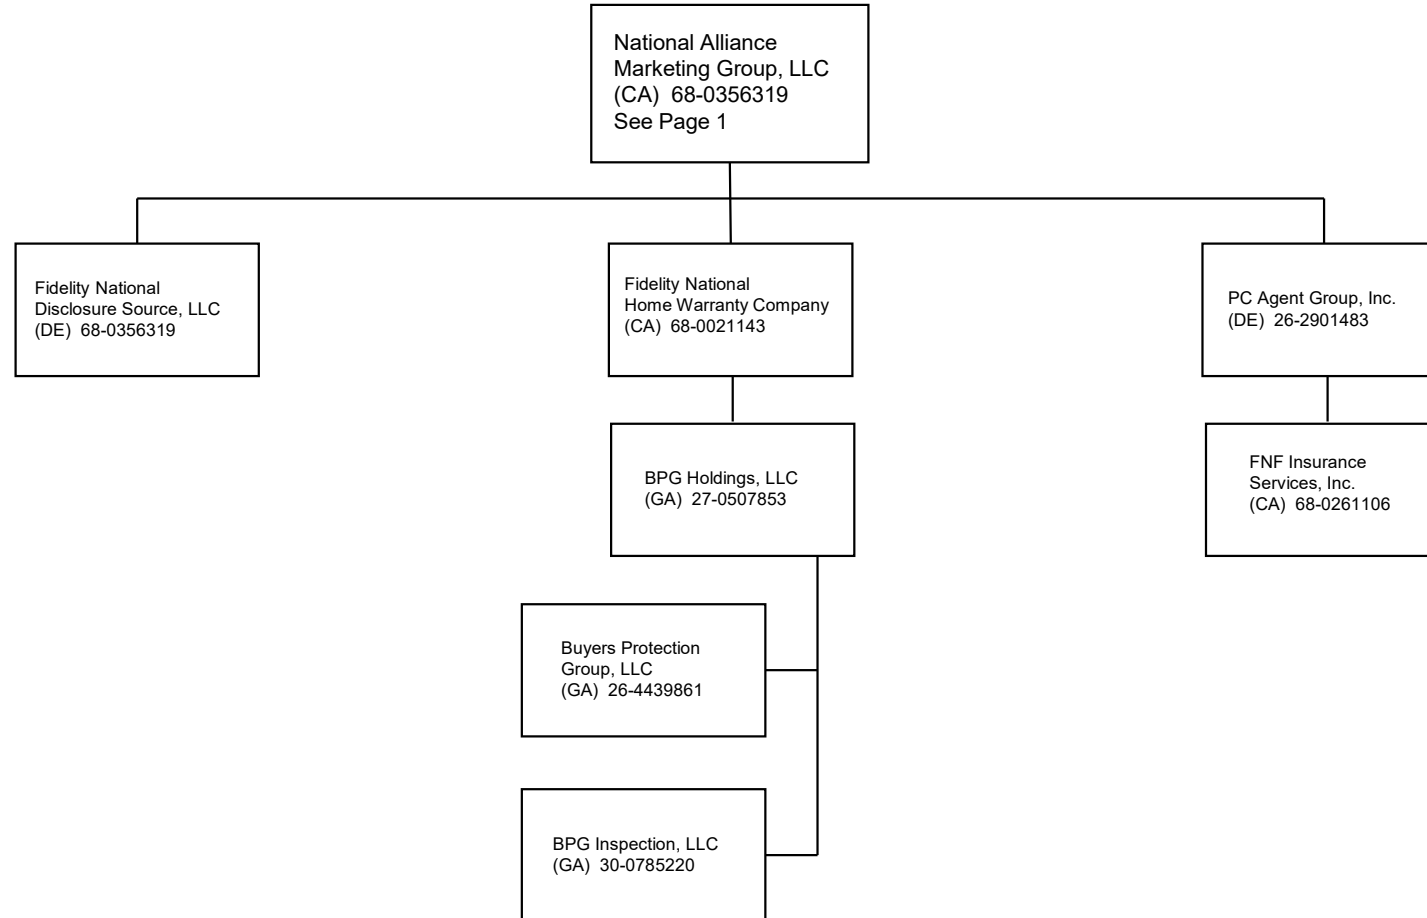 National Alliance
Marketing Group, LLC
(CA) 68-0356319
See Page 1
Fidelity National
Disclosure Source, LLC
(DE) 68-0356319
Fidelity National
Home Warranty Company
(CA) 68-0021143
PC Agent Group, Inc.
(DE) 26-2901483
BPG Holdings, LLC
(GA) 27-0507853
FNF Insurance
Services, Inc.
(CA) 68-0261106
Buyers Protection
Group, LLC
(GA) 26-4439861
BPG Inspection, LLC
(GA) 30-0785220